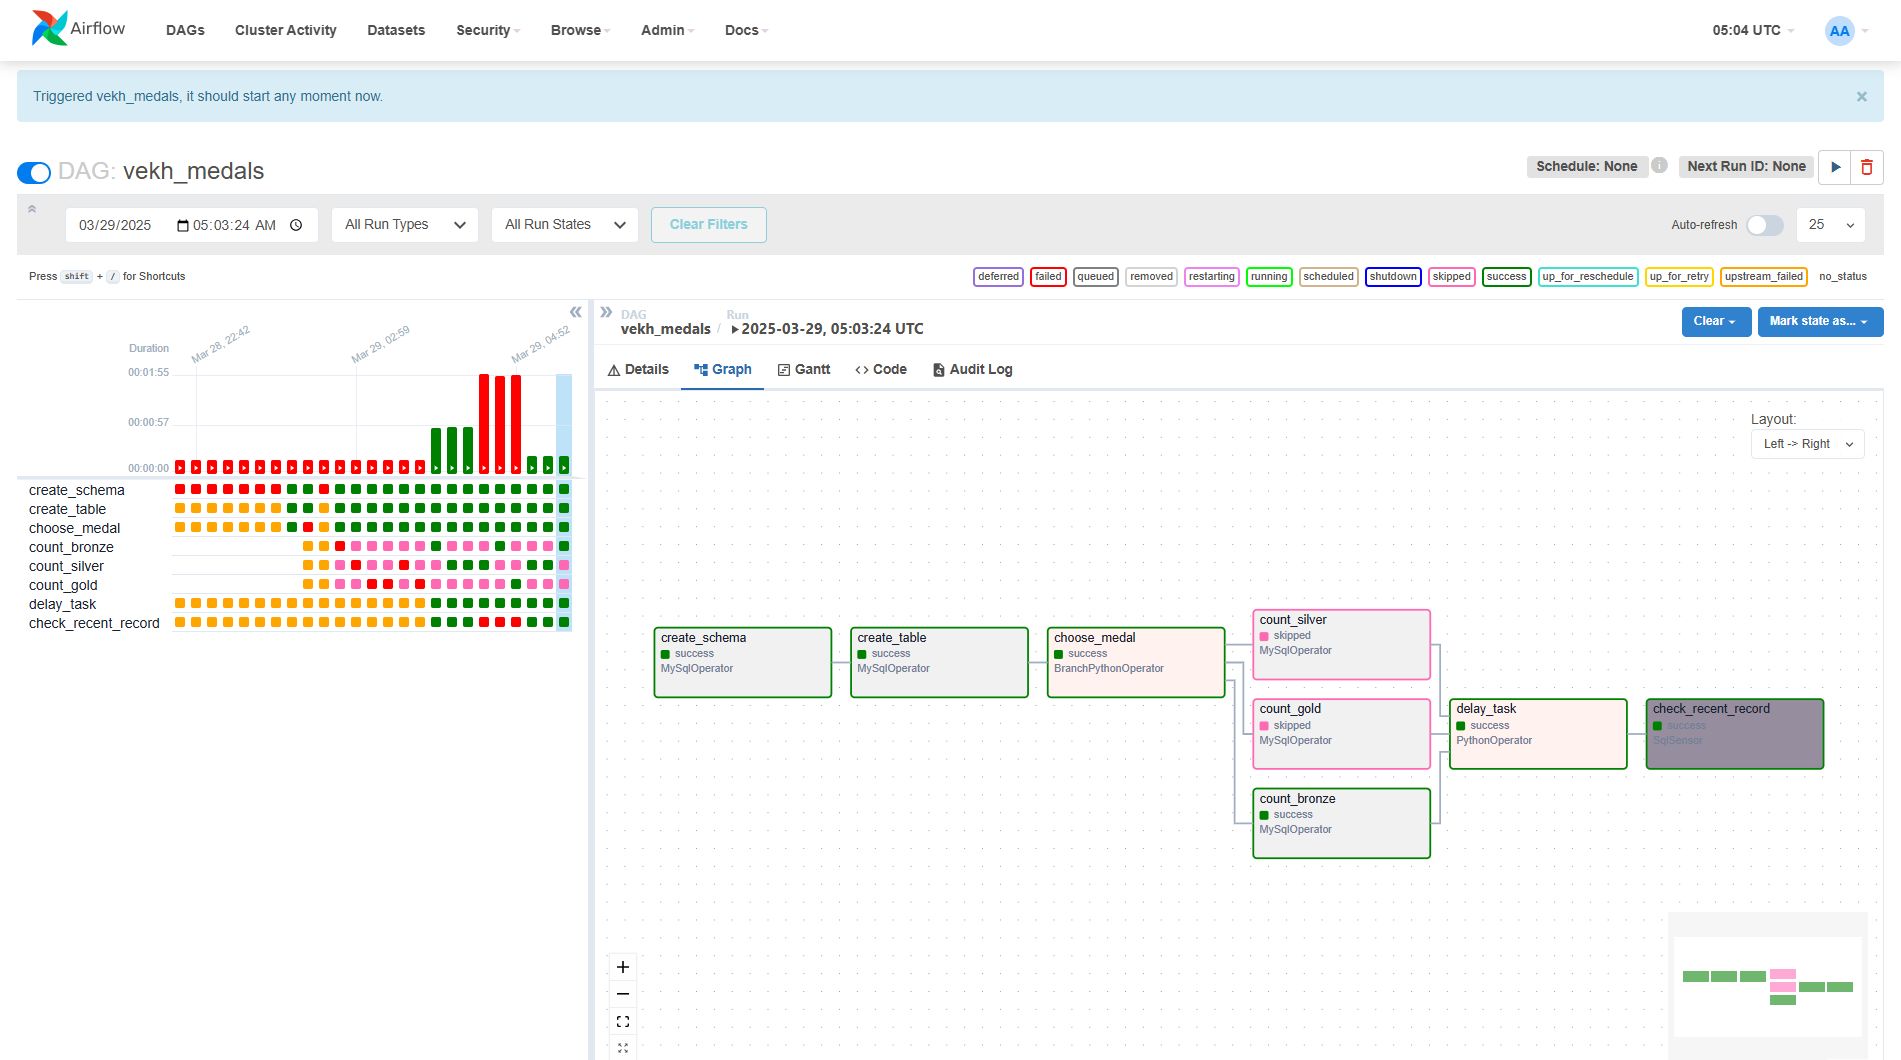 Airflow
DAGs Cluster Activity Datasets Security Browse Admin Docs 05:04 UTC AA
Triggered vekh_medals, it should start any moment now. ×
DAG: vekh_medals Schedule: None i Next Run ID: None
03/29/2025 05:03:24 AM All Run Types All Run States Clear Filters Auto-refresh 25
Press shift + / for Shortcuts deferred failed queued removed restarting running scheduled shutdown skipped success up_for_reschedule up_for_retry upstream_failed no_status
DAG Run
vekh_medals / 2025-03-29, 05:03:24 UTC Clear Mark state as...
Mar 28, 22:42 Mar 29, 02:59 Mar 29, 04:52
Duration
00:01:55
00:00:57
00:00:00
create_schema
create_table
choose_medal
count_bronze
count_silver
count_gold
delay_task
check_recent_record
Details Graph Gantt Code Audit Log
Layout:
Left -> Right
create_schema
success
MySqlOperator
create_table
success
MySqlOperator
choose_medal
success
BranchPythonOperator
count_silver
skipped
MySqlOperator
count_gold
skipped
MySqlOperator
count_bronze
success
MySqlOperator
delay_task
success
PythonOperator
check_recent_record
success
SqlSensor